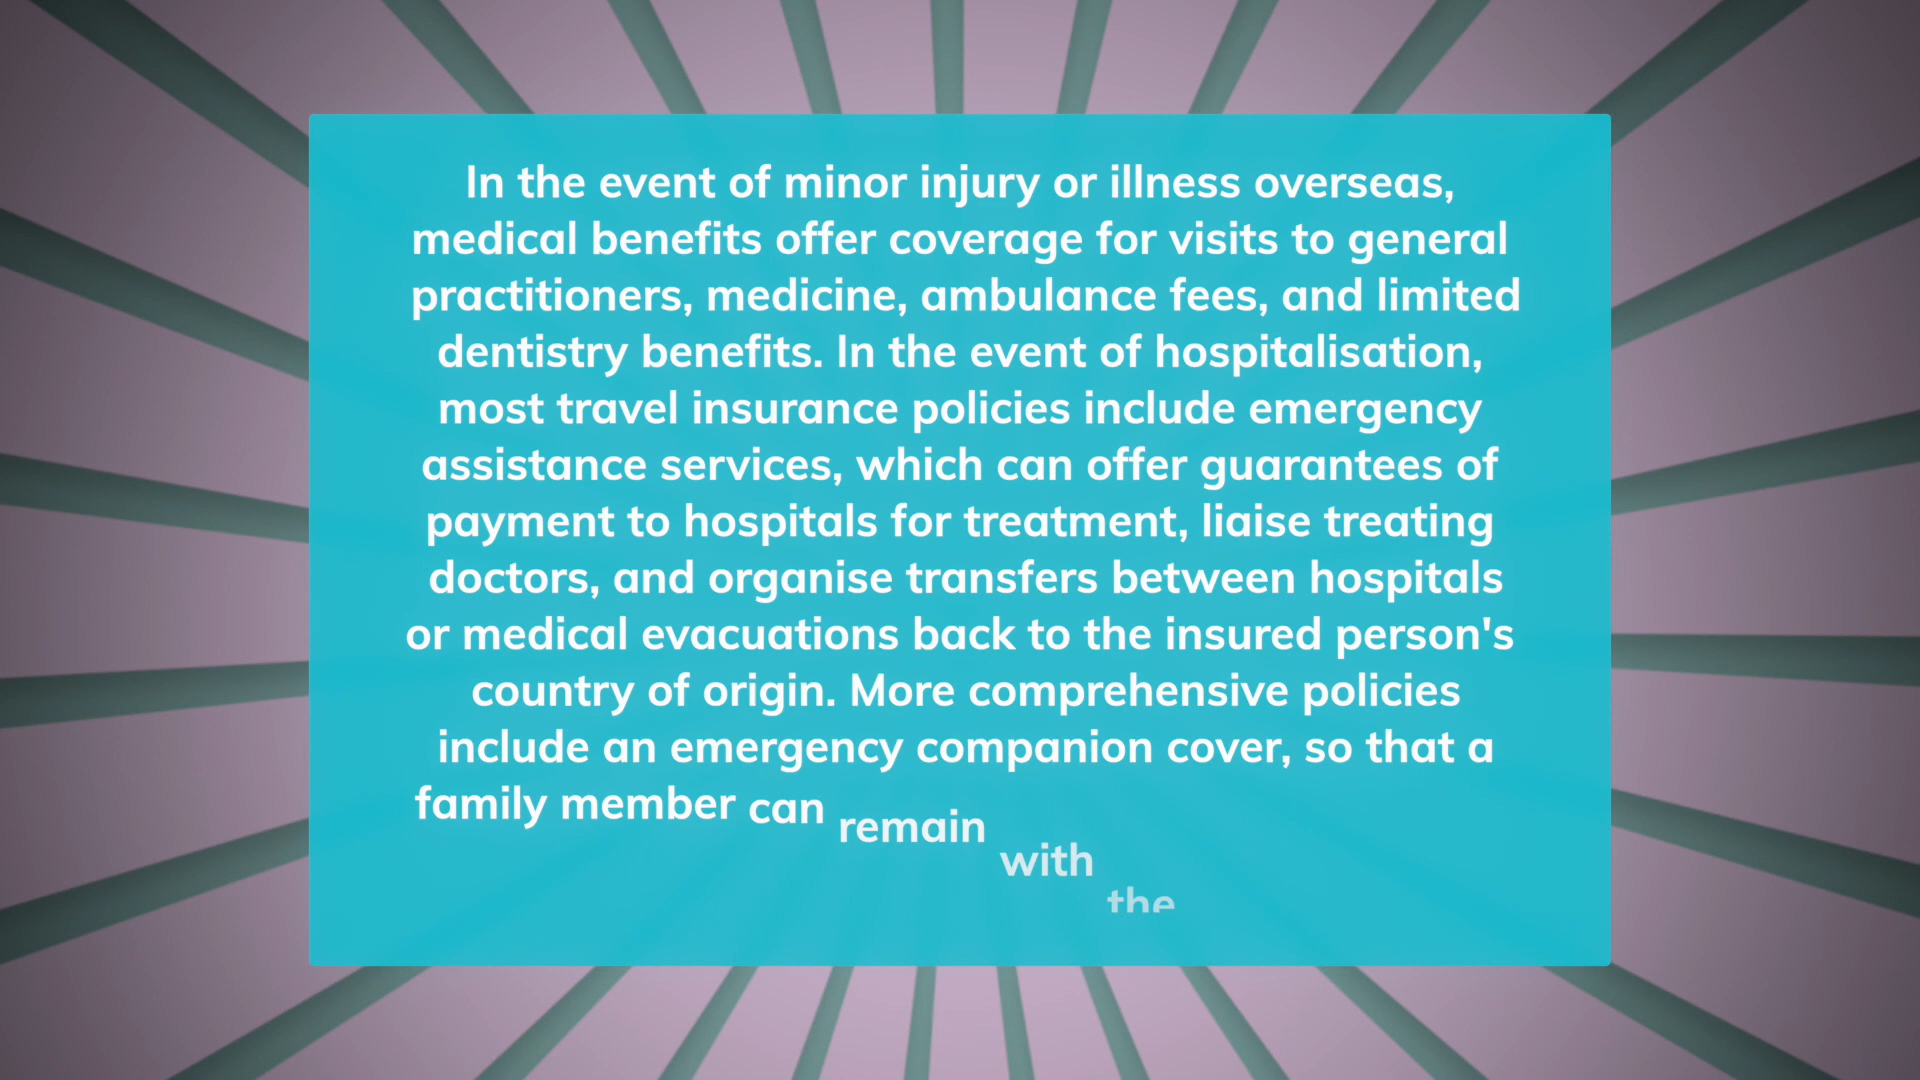 In the event of minor injury or illness overseas,
medical benefits offer coverage for visits to general
practitioners, medicine, ambulance fees, and limited
dentistry benefits. In the event of hospitalisation,
most travel insurance policies include emergency
assistance services, which can offer guarantees of
payment to hospitals for treatment, liaise treating
doctors, and organise transfers between hospitals
or medical evacuations back to the insured person's
country of origin. More comprehensive policies
include an emergency companion cover, so that a
family member can remain with the